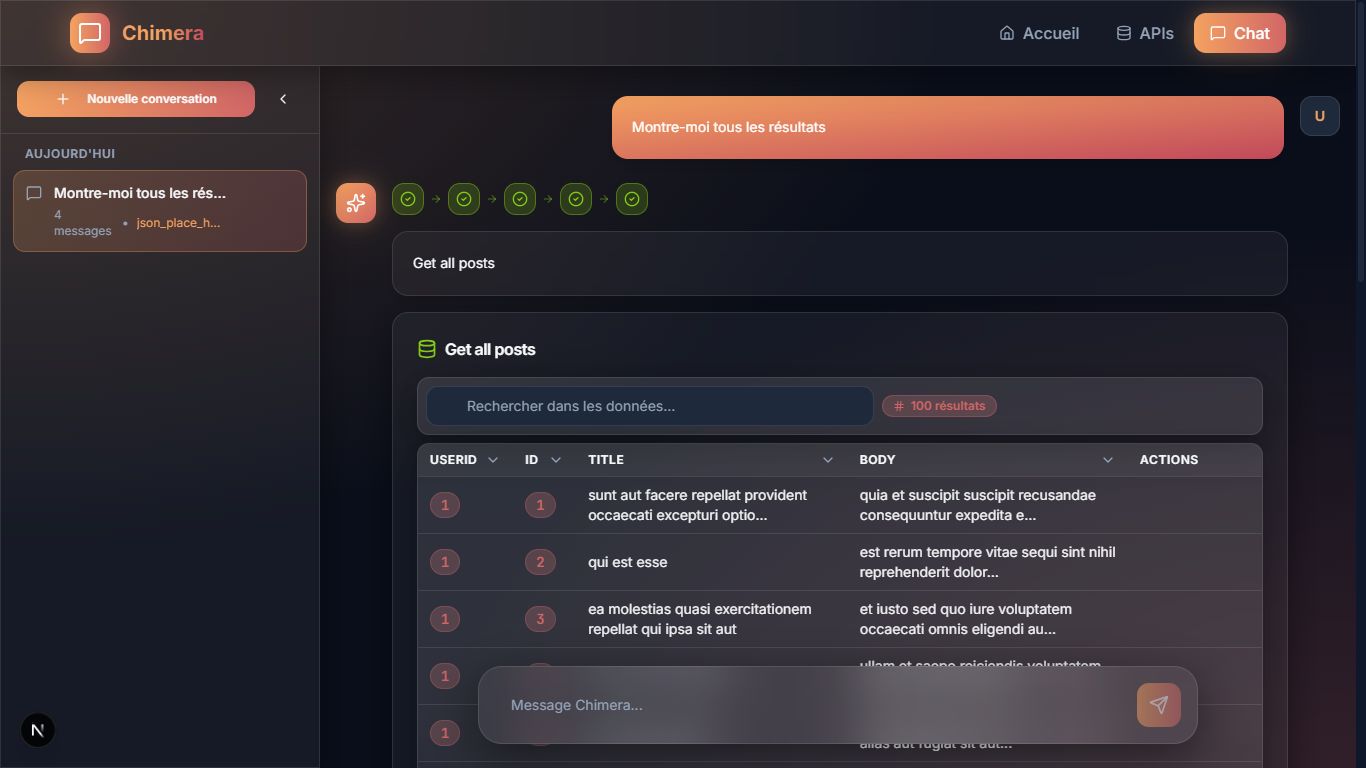 Chimera
Accueil
APIs
Chat
Nouvelle conversation
AUJOURD'HUI
Montre-moi tous les rés...
4
messages • json_place_h...
Montre-moi tous les résultats
U
Get all posts
Get all posts
Rechercher dans les données...
# 100 résultats
USERID ID TITLE BODY ACTIONS
1 1 sunt aut facere repellat provident
occaecati excepturi optio...
quia et suscipit suscipit recusandae
consequuntur expedita e...
1 2 qui est esse
est rerum tempore vitae sequi sint nihil
reprehenderit dolor...
1 3 ea molestias quasi exercitationem
repellat qui ipsa sit aut
et iusto sed quo iure voluptatem
occaecati omnis eligendi au...
1
ullam et saepe reiciendis voluptatem
Message Chimera...
1
alias aut fugiat sit aut...
N